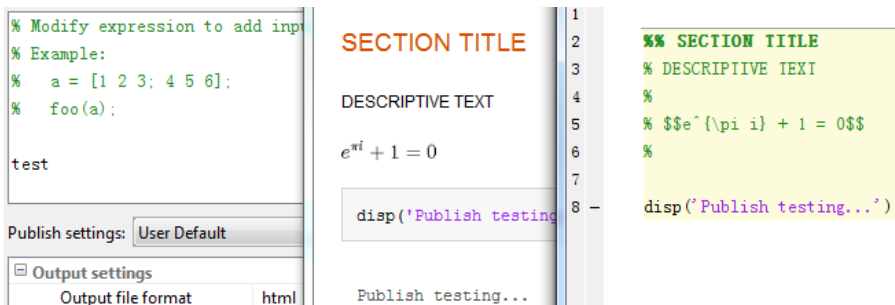 % Modify expression to add inpu
% Example:
% a = [1 2 3; 4 5 6];
% foo(a);
test
Publish settings: User Default
Output settings
Output file format html
SECTION TITLE
DESCRIPTIVE TEXT
e^{πi} + 1 = 0
disp('Publish testing
Publish testing...
1
2 %% SECTION TITLE
3 % DESCRIPTIVE TEXT
4 %
5 % $$e^{\pi i} + 1 = 0$$
6 %
7
8 – disp('Publish testing...')